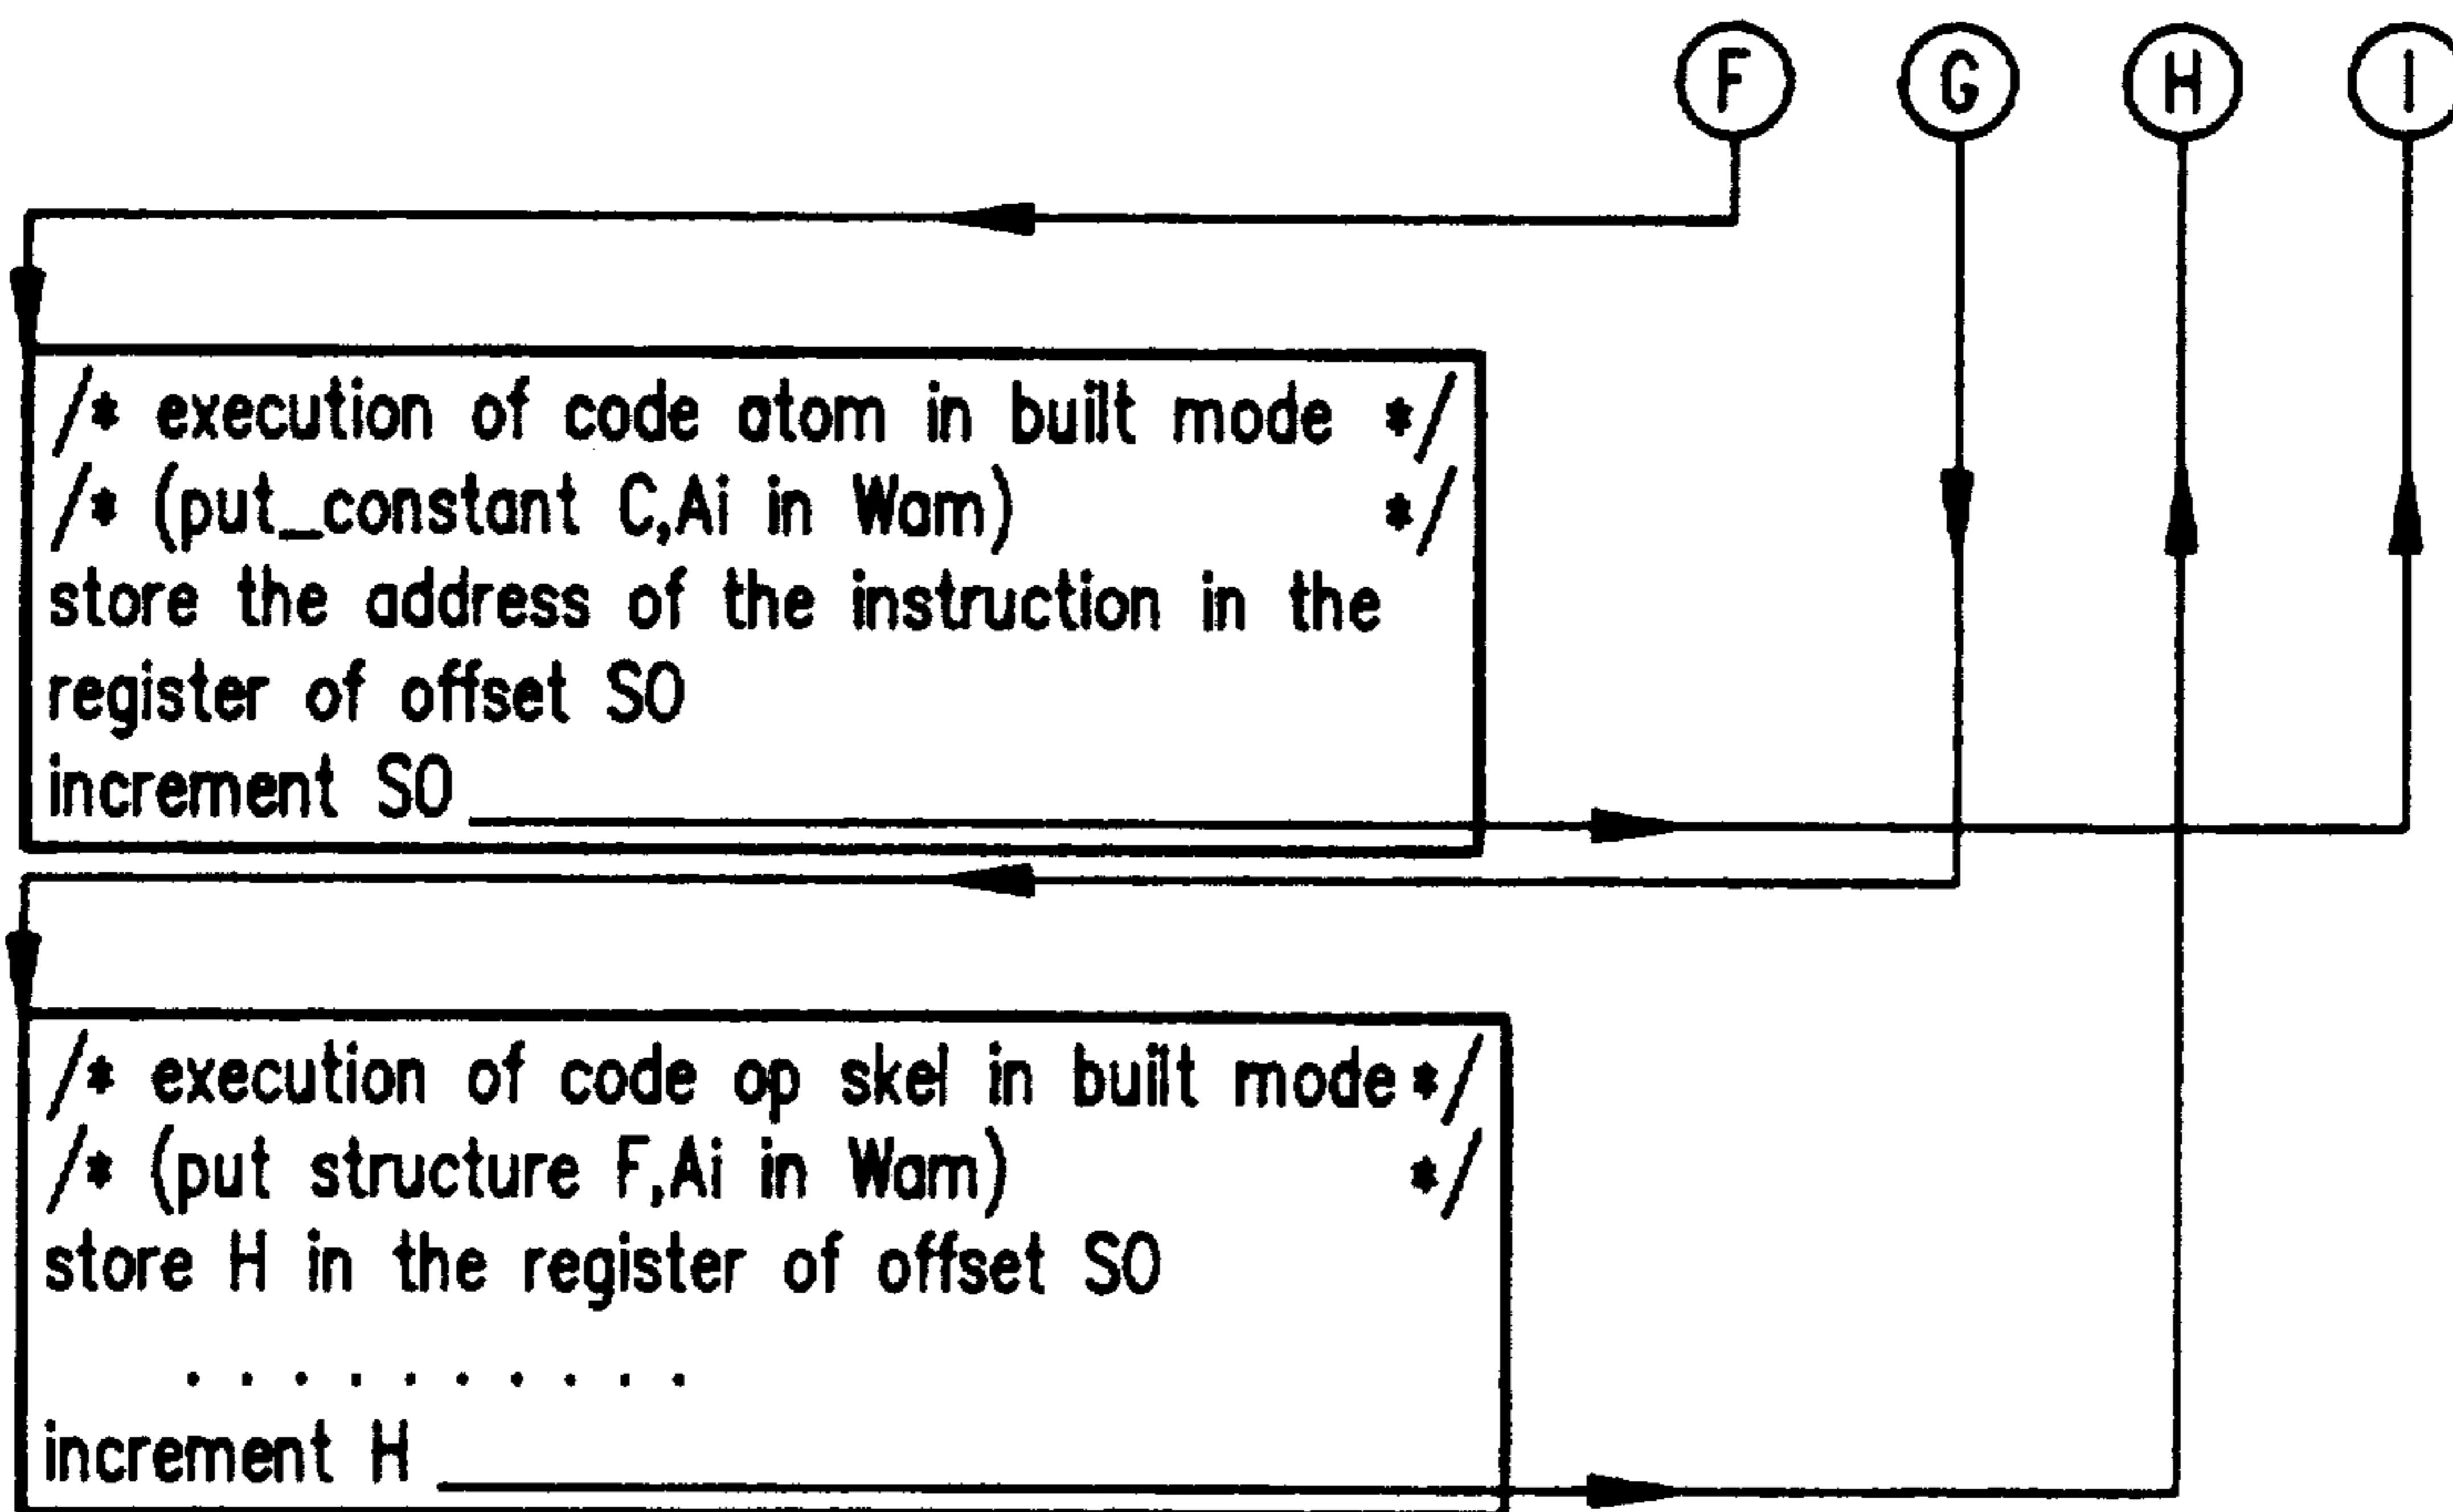 F G H I
/* execution of code atom in built mode */
/* (put_constant C,Ai in Wam) */
store the address of the instruction in the
register of offset SO
increment SO
/* execution of code op skel in built mode*/
/* (put structure F,Ai in Wam) */
store H in the register of offset SO
. . . . . . . . . .
increment H